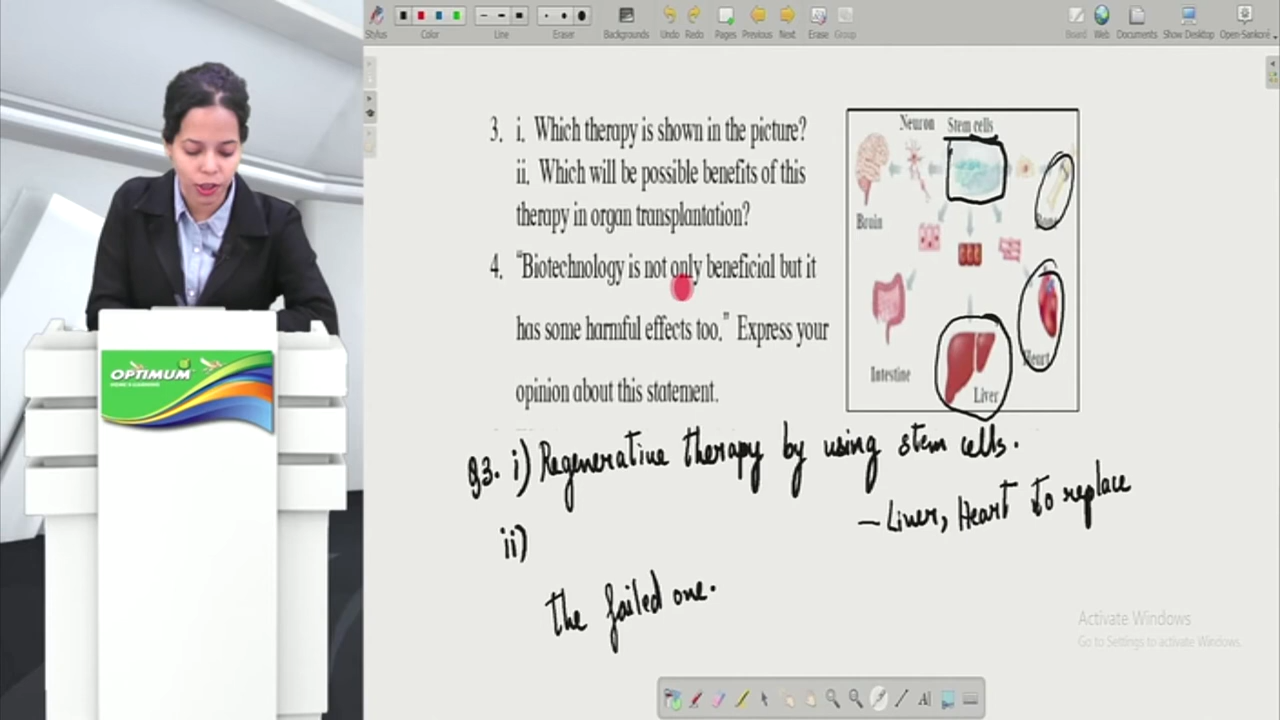 Stylus
Color
Line
Eraser
Backgrounds
Undo
Redo
Pages
Previous
Next
Erase
Group
Board
Web
Documents
Show Desktop
Open-Sankoré
3. i. Which therapy is shown in the picture?
ii. Which will be possible benefits of this
therapy in organ transplantation?
4. “Biotechnology is not only beneficial but it
has some harmful effects too.” Express your
opinion about this statement.
Neuron
Stem cells
Brain
Bone
Heart
Intestine
Liver
Q3. i) Regenerative therapy by using stem cells.
– Liver, Heart to replace
ii)
the failed one.
OPTIMUM
Activate Windows
Go to Settings to activate Windows.